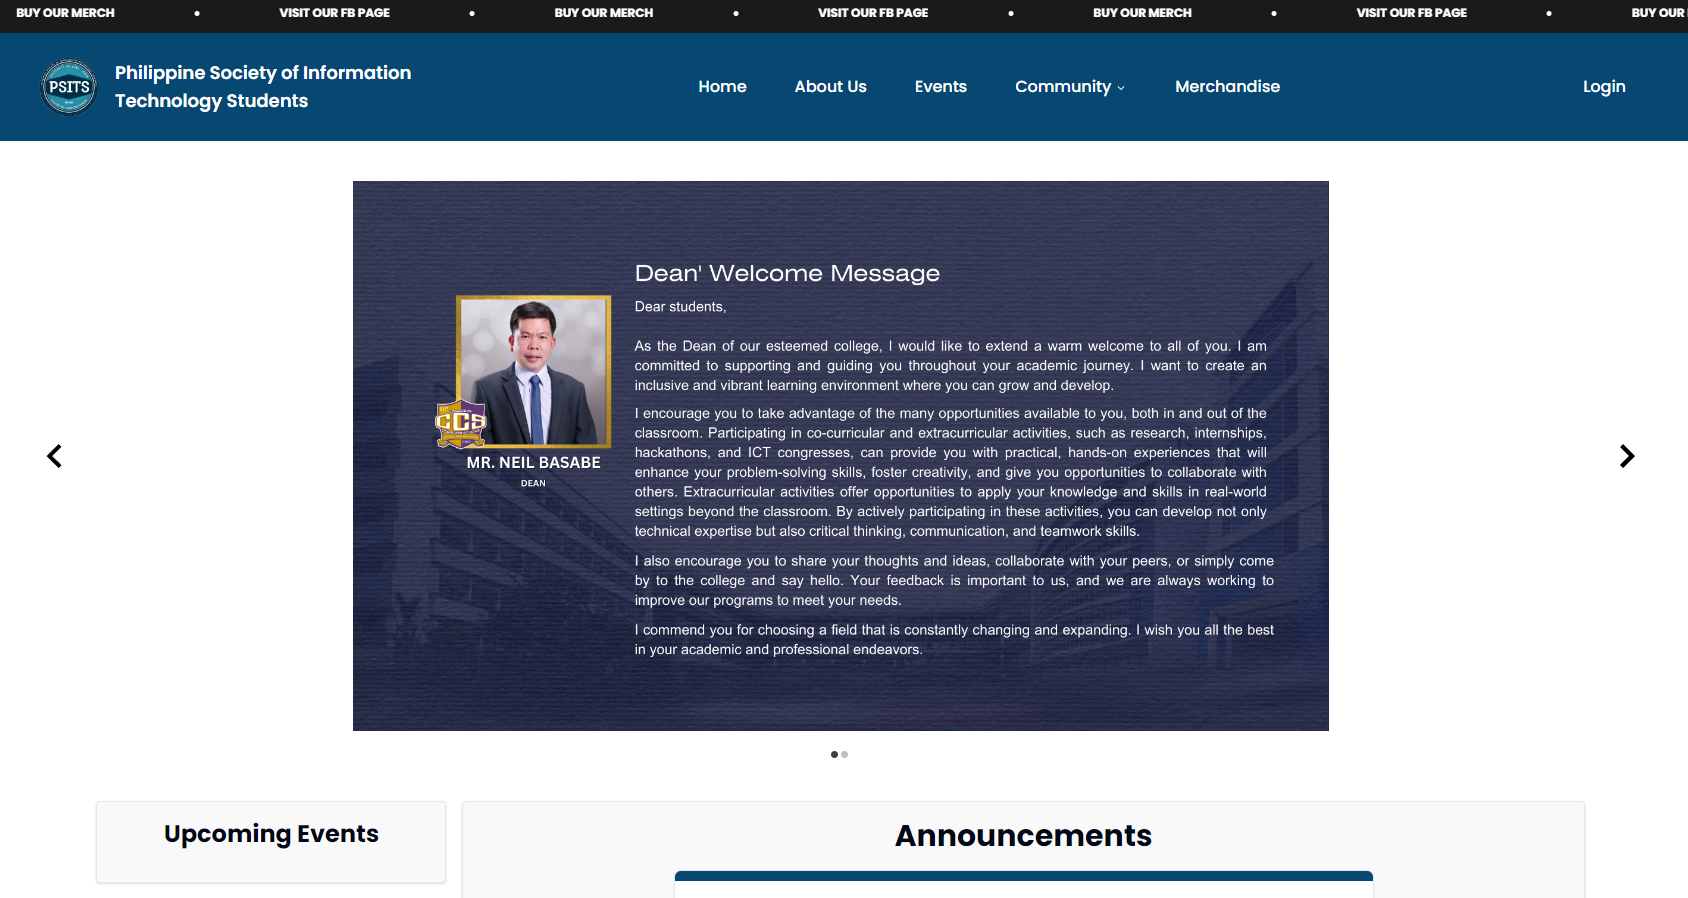 BUY OUR MERCH • VISIT OUR FB PAGE • BUY OUR MERCH • VISIT OUR FB PAGE • BUY OUR MERCH • VISIT OUR FB PAGE • BUY OUR
PSITS
Philippine Society of Information
Technology Students
Home
About Us
Events
Community
Merchandise
Login
Dean' Welcome Message
Dear students,
As the Dean of our esteemed college, I would like to extend a warm welcome to all of you. I am
committed to supporting and guiding you throughout your academic journey. I want to create an
inclusive and vibrant learning environment where you can grow and develop.
I encourage you to take advantage of the many opportunities available to you, both in and out of the
classroom. Participating in co-curricular and extracurricular activities, such as research, internships,
hackathons, and ICT congresses, can provide you with practical, hands-on experiences that will
enhance your problem-solving skills, foster creativity, and give you opportunities to collaborate with
others. Extracurricular activities offer opportunities to apply your knowledge and skills in real-world
settings beyond the classroom. By actively participating in these activities, you can develop not only
technical expertise but also critical thinking, communication, and teamwork skills.
I also encourage you to share your thoughts and ideas, collaborate with your peers, or simply come
by to the college and say hello. Your feedback is important to us, and we are always working to
improve our programs to meet your needs.
I commend you for choosing a field that is constantly changing and expanding. I wish you all the best
in your academic and professional endeavors.
CCS
MR. NEIL BASABE
DEAN
Upcoming Events
Announcements